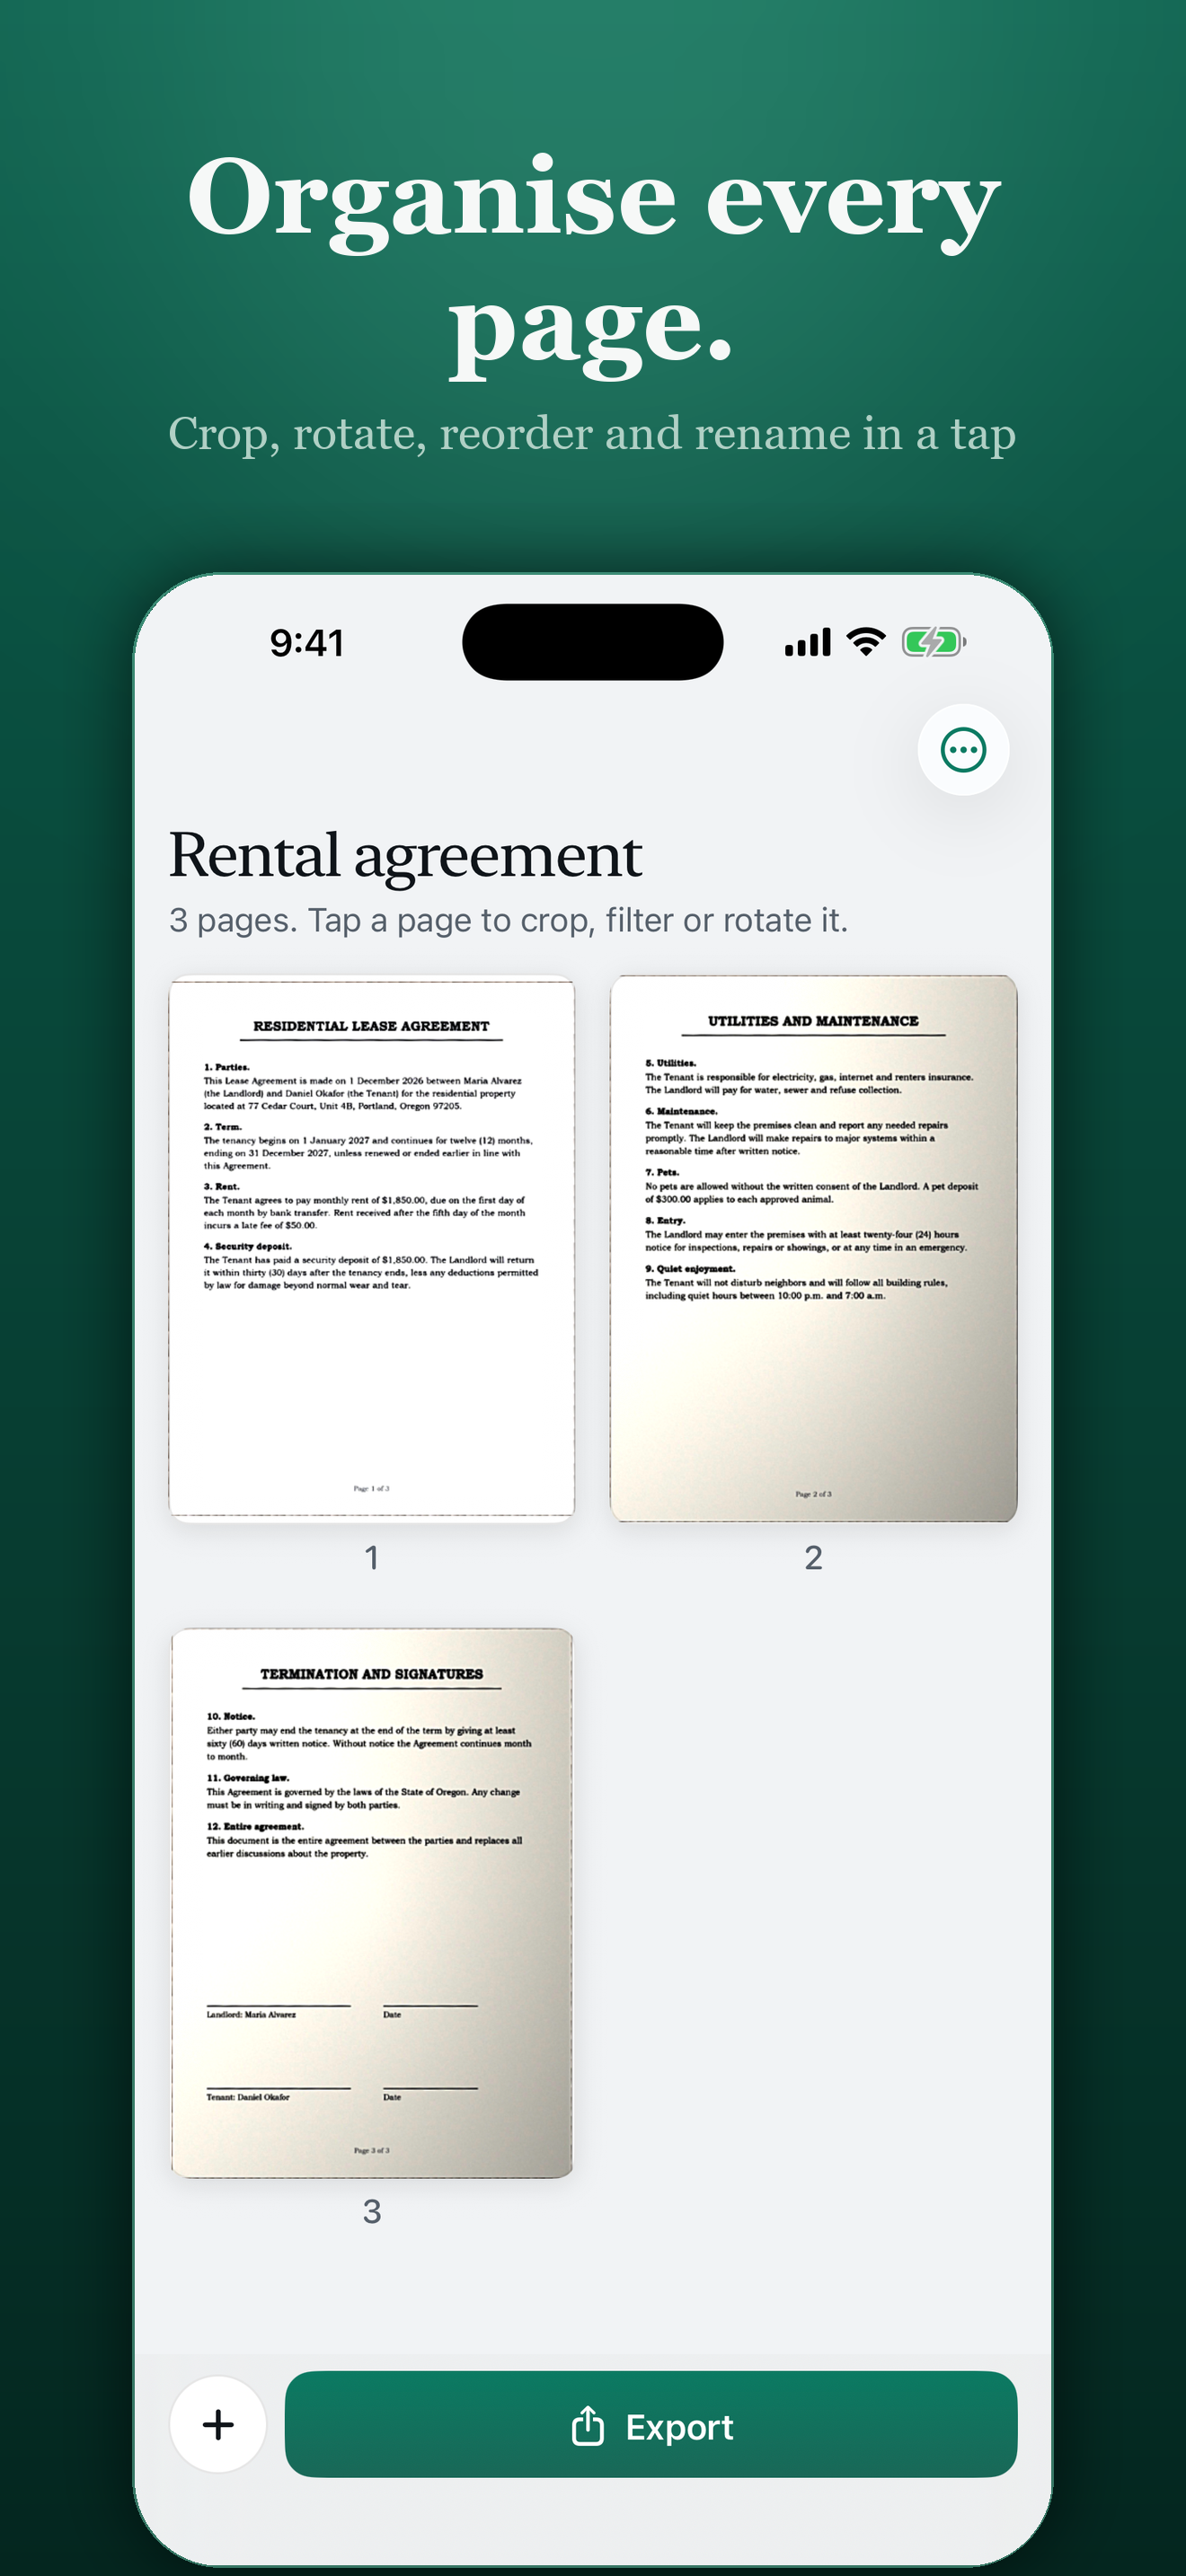 Organise every
page.
Crop, rotate, reorder and rename in a tap
9:41
Rental agreement
3 pages. Tap a page to crop, filter or rotate it.
RESIDENTIAL LEASE AGREEMENT
1. Parties.
This Lease Agreement is made on 1 December 2026 between Maria Alvarez
(the Landlord) and Daniel Okafor (the Tenant) for the residential property
located at 77 Cedar Court, Unit 4B, Portland, Oregon 97205.
2. Term.
The tenancy begins on 1 January 2027 and continues for twelve (12) months,
ending on 31 December 2027, unless renewed or ended earlier in line with
this Agreement.
3. Rent.
The Tenant agrees to pay monthly rent of $1,850.00, due on the first day of
each month by bank transfer. Rent received after the fifth day of the month
incurs a late fee of $50.00.
4. Security deposit.
The Tenant has paid a security deposit of $1,850.00. The Landlord will return
it within thirty (30) days after the tenancy ends, less any deductions permitted
by law for damage beyond normal wear and tear.
Page 1 of 3
1
UTILITIES AND MAINTENANCE
5. Utilities.
The Tenant is responsible for electricity, gas, internet and renters insurance.
The Landlord will pay for water, sewer and refuse collection.
6. Maintenance.
The Tenant will keep the premises clean and report any needed repairs
promptly. The Landlord will make repairs to major systems within a
reasonable time after written notice.
7. Pets.
No pets are allowed without the written consent of the Landlord. A pet deposit
of $300.00 applies to each approved animal.
8. Entry.
The Landlord may enter the premises with at least twenty-four (24) hours
notice for inspections, repairs or showings, or at any time in an emergency.
9. Quiet enjoyment.
The Tenant will not disturb neighbors and will follow all building rules,
including quiet hours between 10:00 p.m. and 7:00 a.m.
Page 2 of 3
2
TERMINATION AND SIGNATURES
10. Notice.
Either party may end the tenancy at the end of the term by giving at least
sixty (60) days written notice. Without notice the Agreement continues month
to month.
11. Governing law.
This Agreement is governed by the laws of the State of Oregon. Any change
must be in writing and signed by both parties.
12. Entire agreement.
This document is the entire agreement between the parties and replaces all
earlier discussions about the property.
Landlord: Maria Alvarez Date
Tenant: Daniel Okafor Date
Page 3 of 3
3
Export